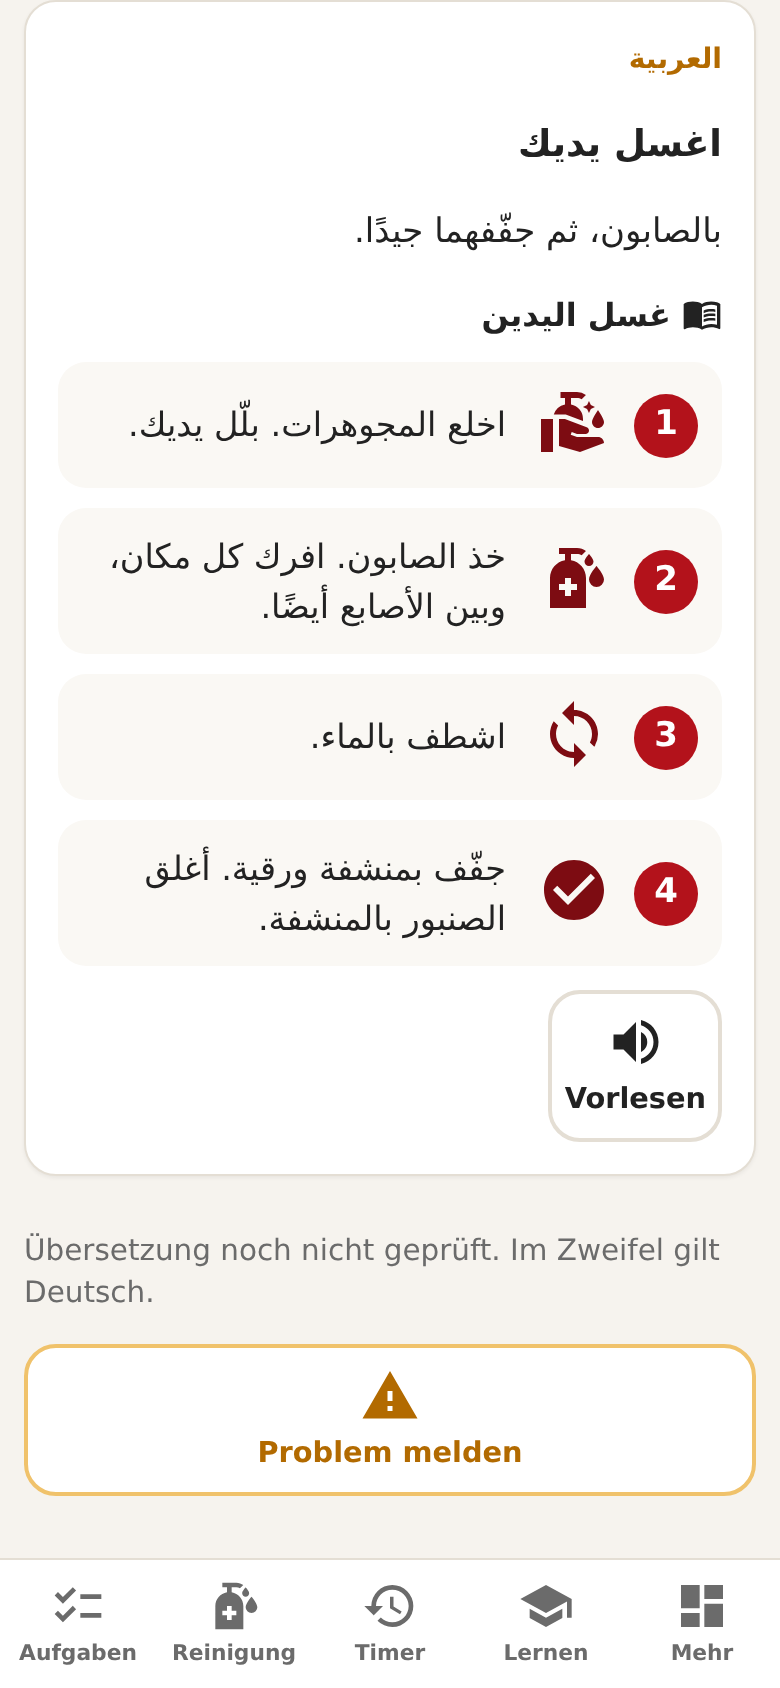 العربية
اغسل يديك
بالصابون، ثم جفّفهما جيدًا.
غسل اليدين
1
اخلع المجوهرات. بلّل يديك.
2
خذ الصابون. افرك كل مكان،
وبين الأصابع أيضًا.
3
اشطف بالماء.
4
جفّف بمنشفة ورقية. أغلق
الصنبور بالمنشفة.
Vorlesen
Übersetzung noch nicht geprüft. Im Zweifel gilt
Deutsch.
Problem melden
Aufgaben
Reinigung
Timer
Lernen
Mehr